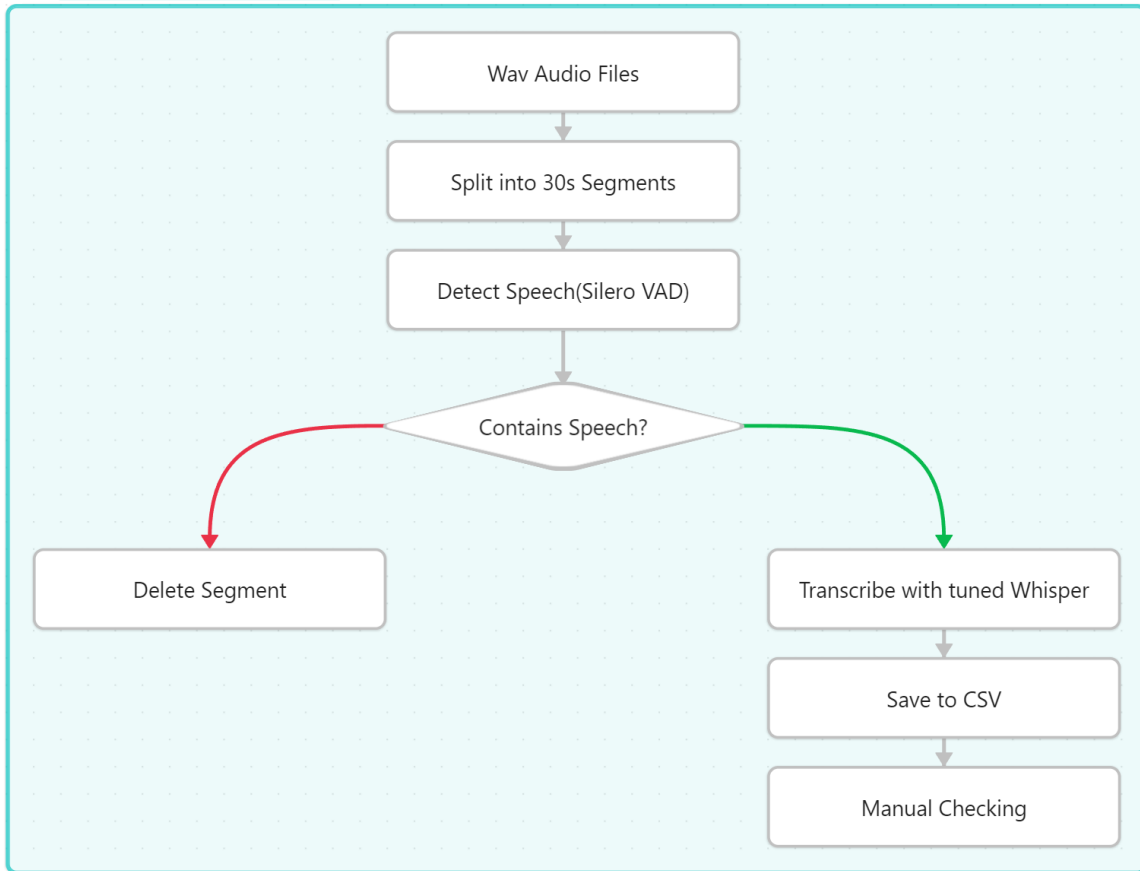 Wav Audio Files
Split into 30s Segments
Detect Speech(Silero VAD)
Contains Speech?
Delete Segment
Transcribe with tuned Whisper
Save to CSV
Manual Checking